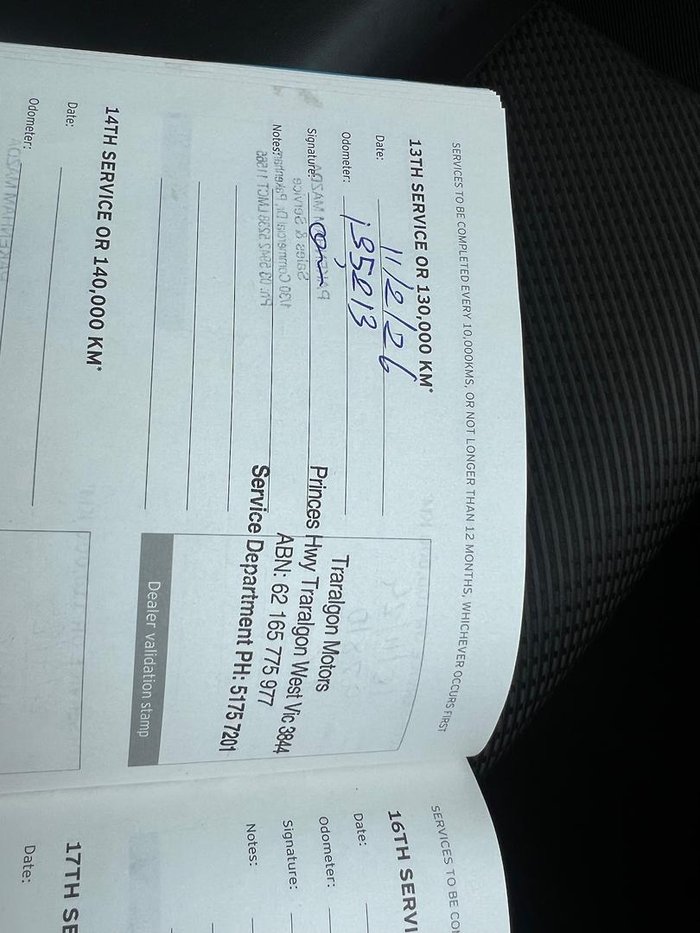 SERVICES TO BE COMPLETED EVERY 10,000KMS, OR NOT LONGER THAN 12 MONTHS, WHICHEVER OCCURS FIRST
13TH SERVICE OR 130,000 KM*
Date: 11/2/26
Odometer: 195213
Signature:
Notes:
Traralgon Motors
Princes Hwy Traralgon West Vic 3844
ABN: 62 165 775 977
Service Department PH: 5175 7201
Dealer validation stamp
14TH SERVICE OR 140,000 KM*
Date:
Odometer:
SERVICES TO BE COM
16TH SERVI
Date:
Odometer:
Signature:
Notes:
17TH SE
Date: